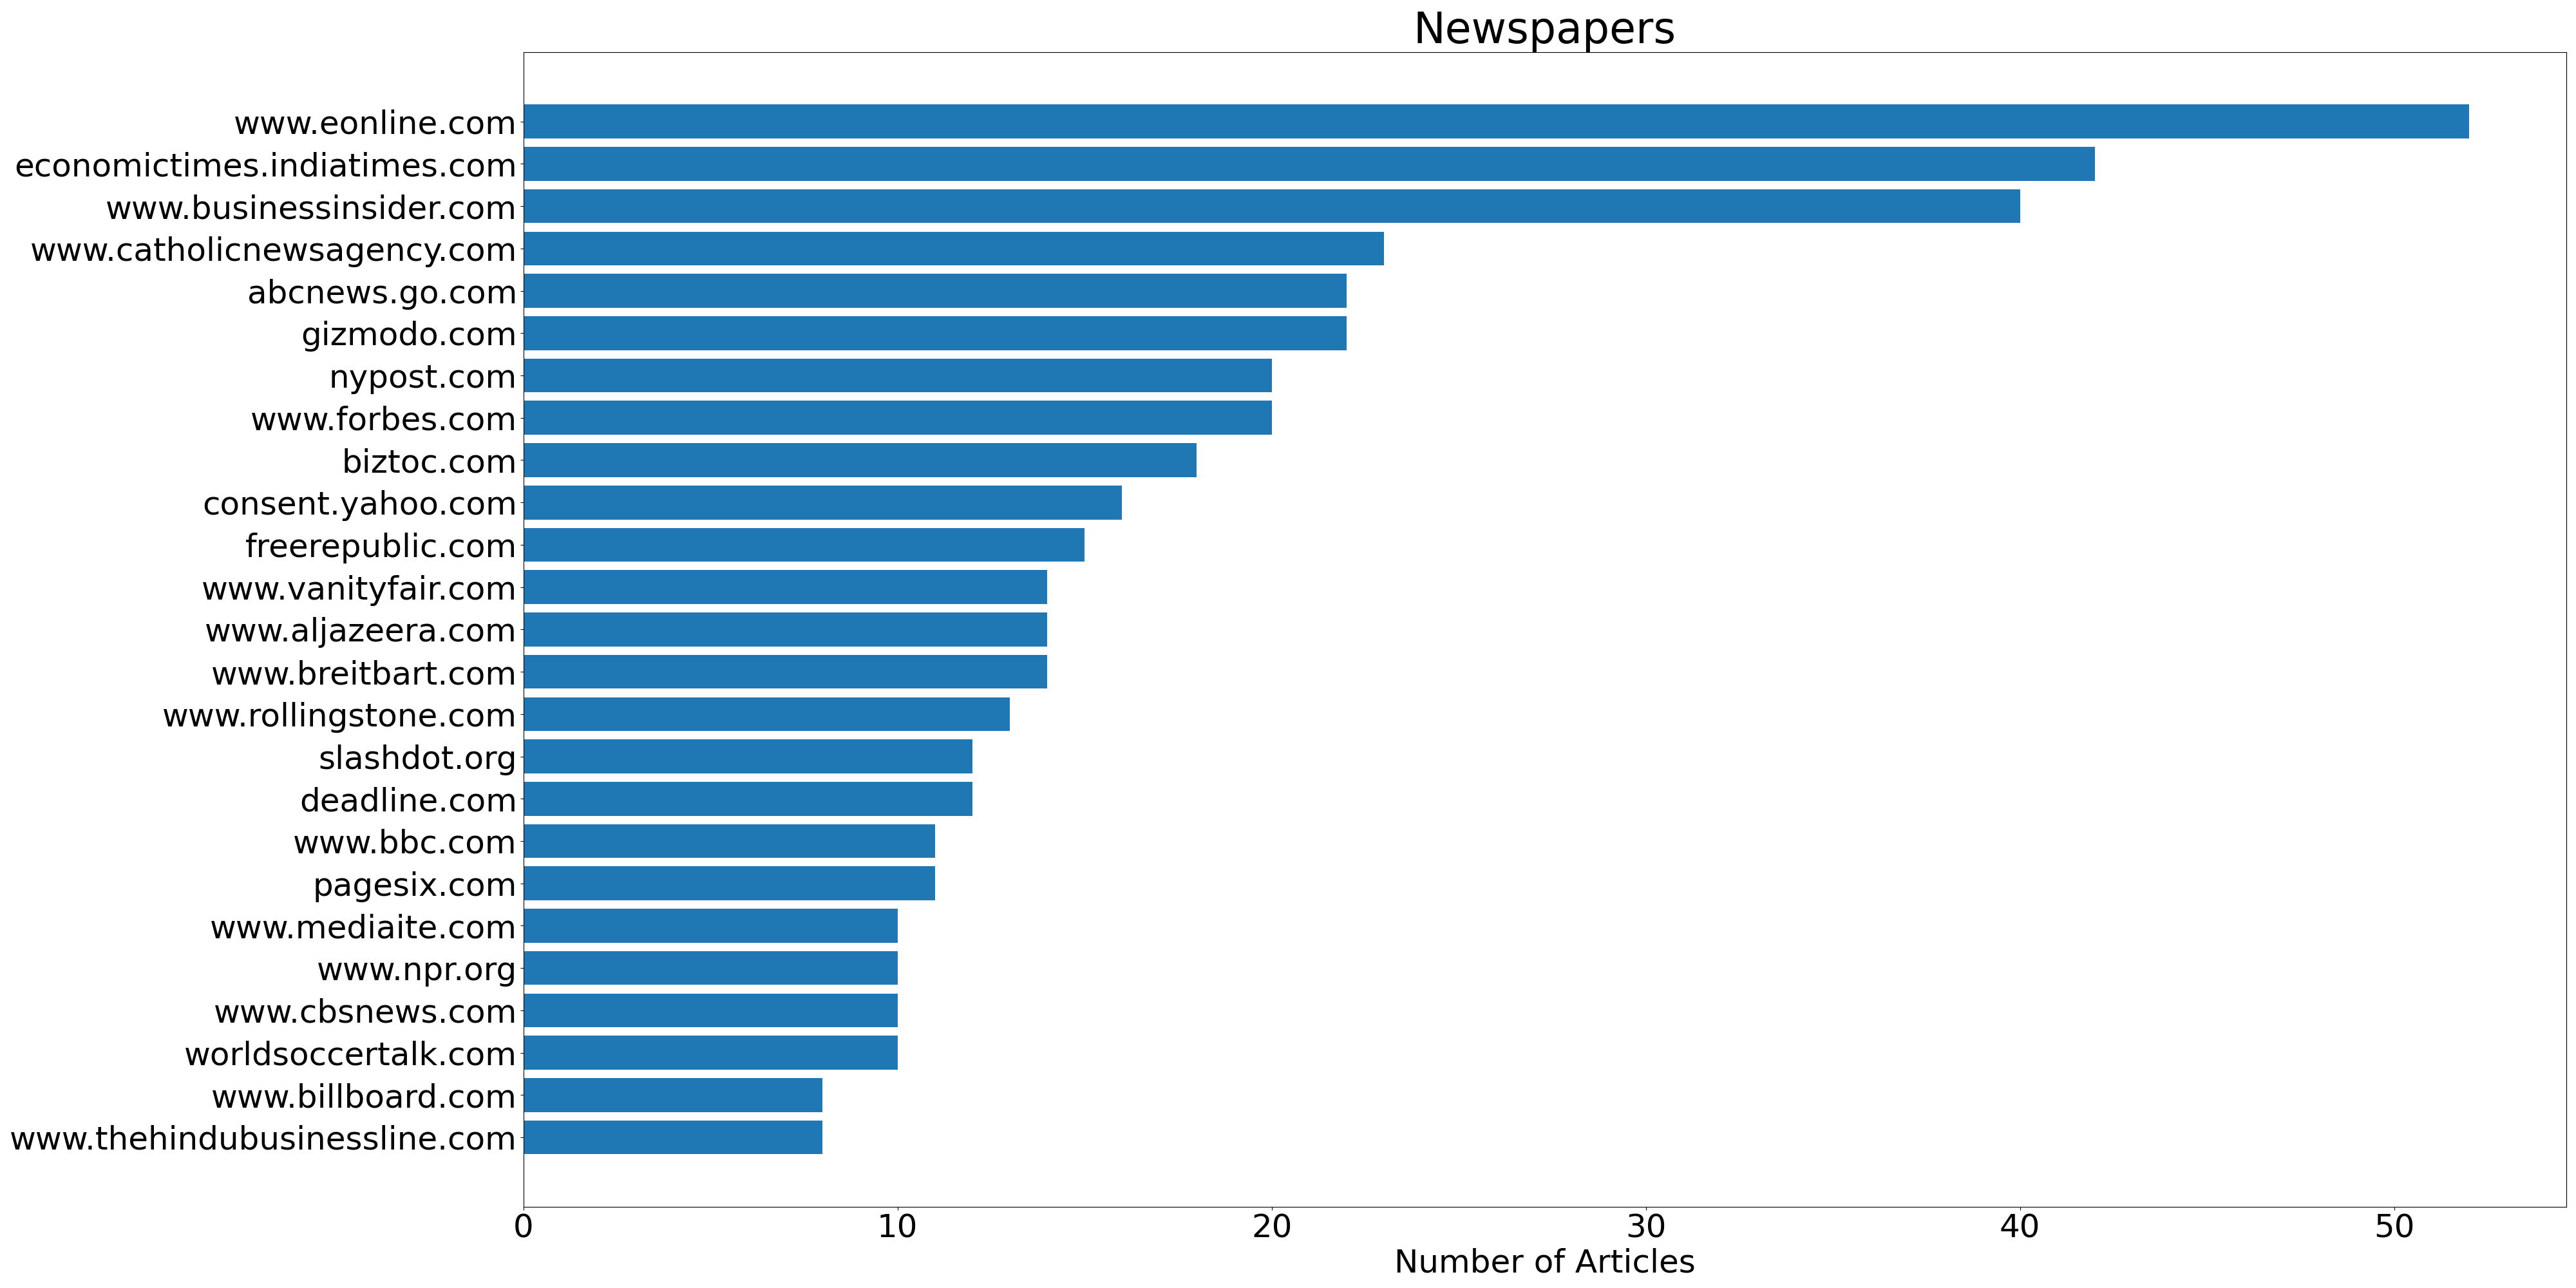 Newspapers
www.eonline.com
economictimes.indiatimes.com
www.businessinsider.com
www.catholicnewsagency.com
abcnews.go.com
gizmodo.com
nypost.com
www.forbes.com
biztoc.com
consent.yahoo.com
freerepublic.com
www.vanityfair.com
www.aljazeera.com
www.breitbart.com
www.rollingstone.com
slashdot.org
deadline.com
www.bbc.com
pagesix.com
www.mediaite.com
www.npr.org
www.cbsnews.com
worldsoccertalk.com
www.billboard.com
www.thehindubusinessline.com
0 10 20 30 40 50
Number of Articles